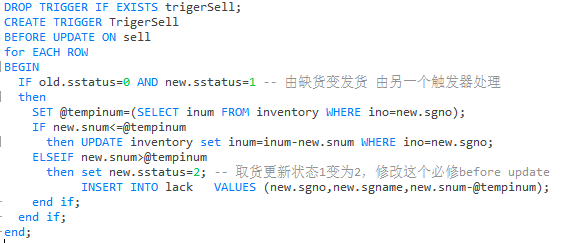 DROP TRIGGER IF EXISTS trigerSell;
CREATE TRIGGER TrigerSell
BEFORE UPDATE ON sell
for EACH ROW
BEGIN
IF old.sstatus=0 AND new.sstatus=1 -- 由缺货变发货 由另一个触发器处理
then
SET @tempinum=(SELECT inum FROM inventory WHERE ino=new.sgno);
IF new.snum<=@tempinum
then UPDATE inventory set inum=inum-new.snum WHERE ino=new.sgno;
ELSEIF new.snum>@tempinum
then set new.sstatus=2; -- 取货更新状态1变为2，修改这个必修before update
INSERT INTO lack VALUES (new.sgno,new.sgname,new.snum-@tempinum);
end if;
end if;
end;